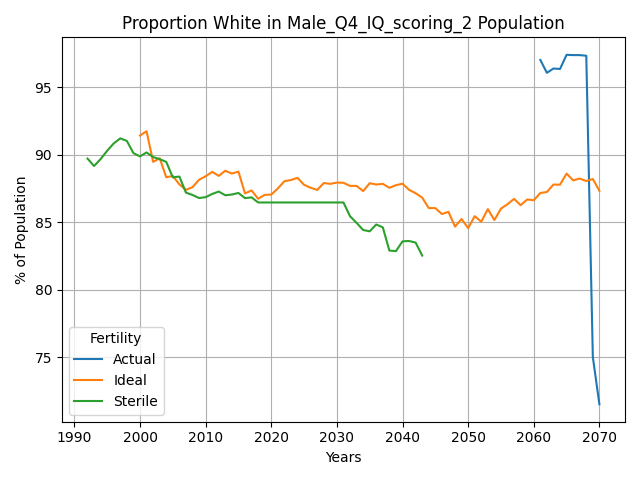 Proportion White in Male_Q4_IQ_scoring_2 Population
% of Population
95
90
85
80
75
Fertility
Actual
Ideal
Sterile
1990 2000 2010 2020 2030 2040 2050 2060 2070
Years